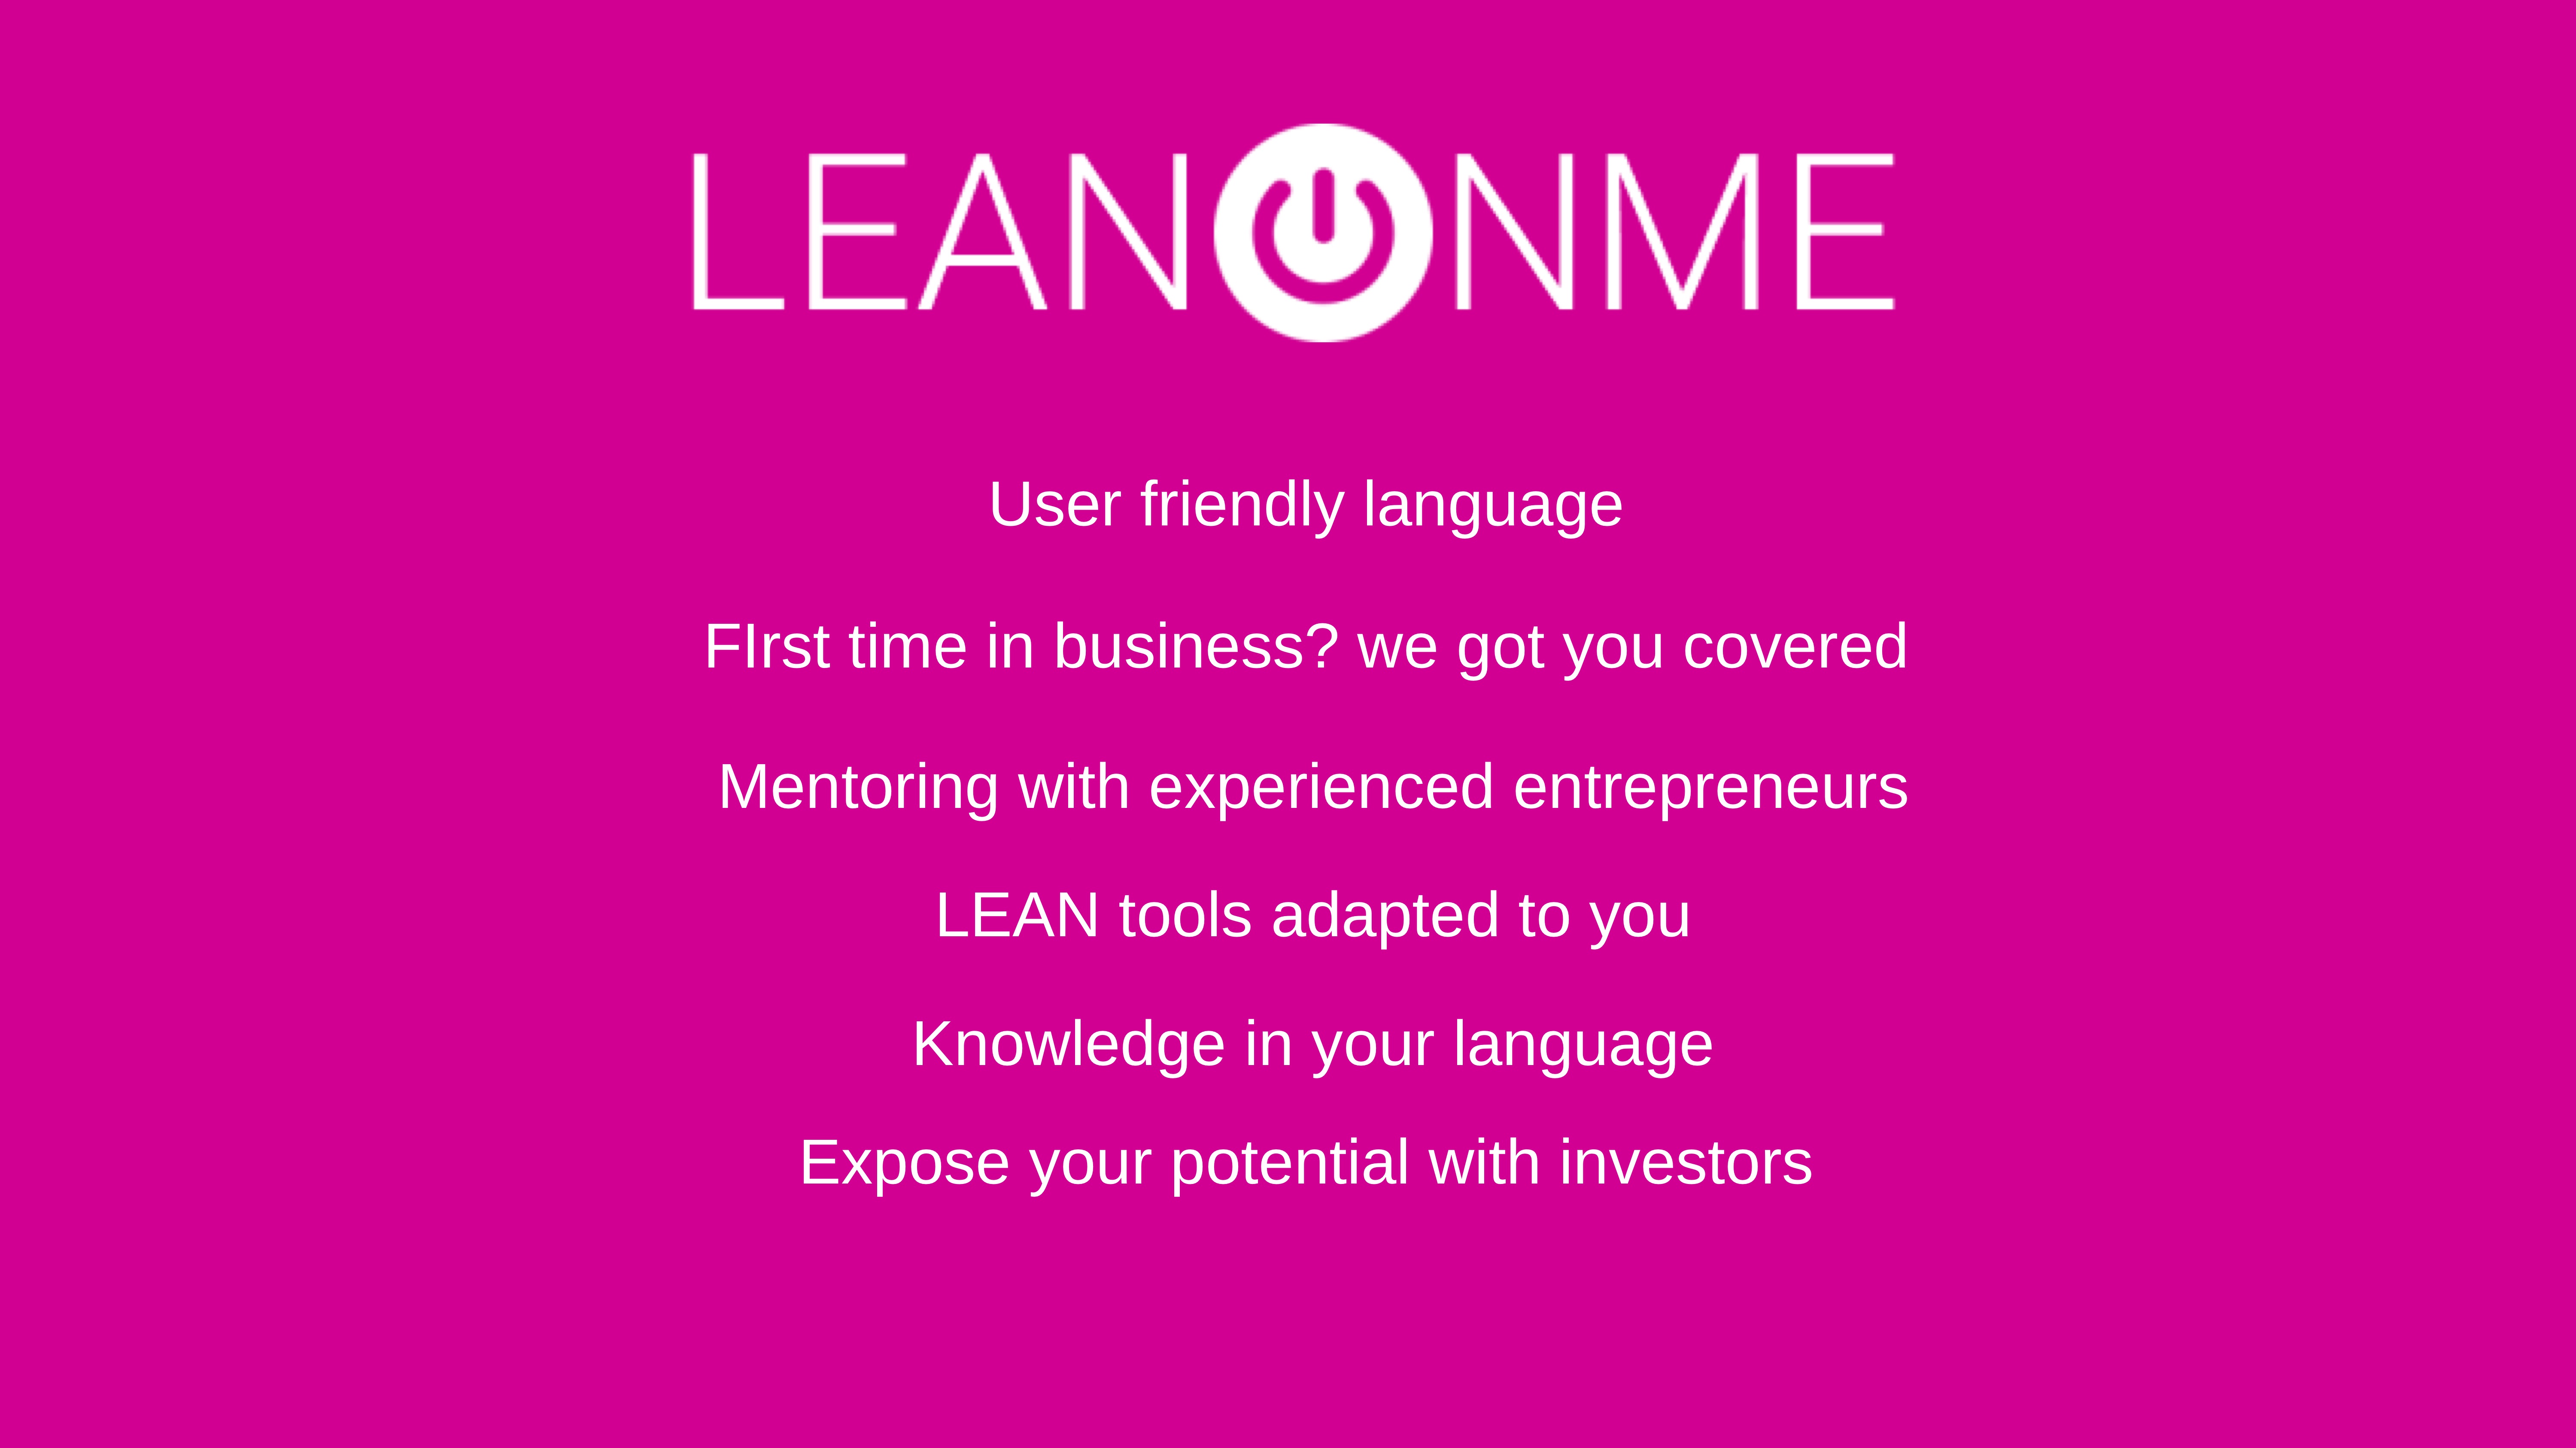 LEANONME
User friendly language
FIrst time in business? we got you covered
Mentoring with experienced entrepreneurs
LEAN tools adapted to you
Knowledge in your language
Expose your potential with investors